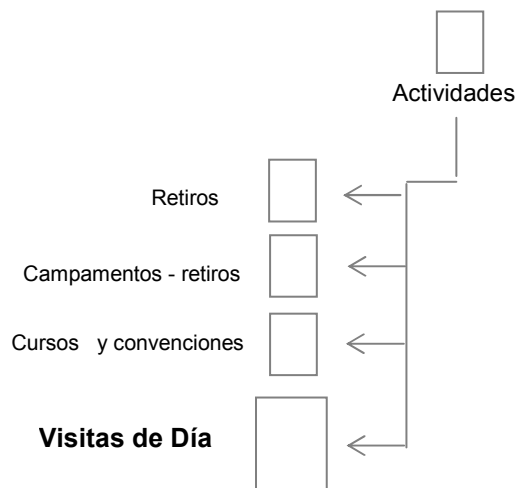 Actividades
Retiros
Campamentos - retiros
Cursos y convenciones
Visitas de Día